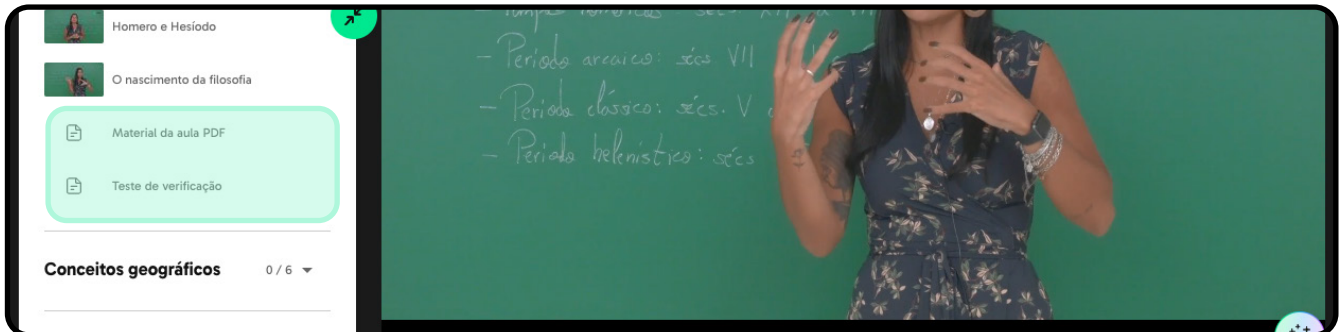 Homero e Hesíodo
O nascimento da filosofia
Material da aula PDF
Teste de verificação
Conceitos geográficos 0 / 6
- Período arcaico: sécs VII
- Período clássico: sécs. V
- Período helenístico: sécs